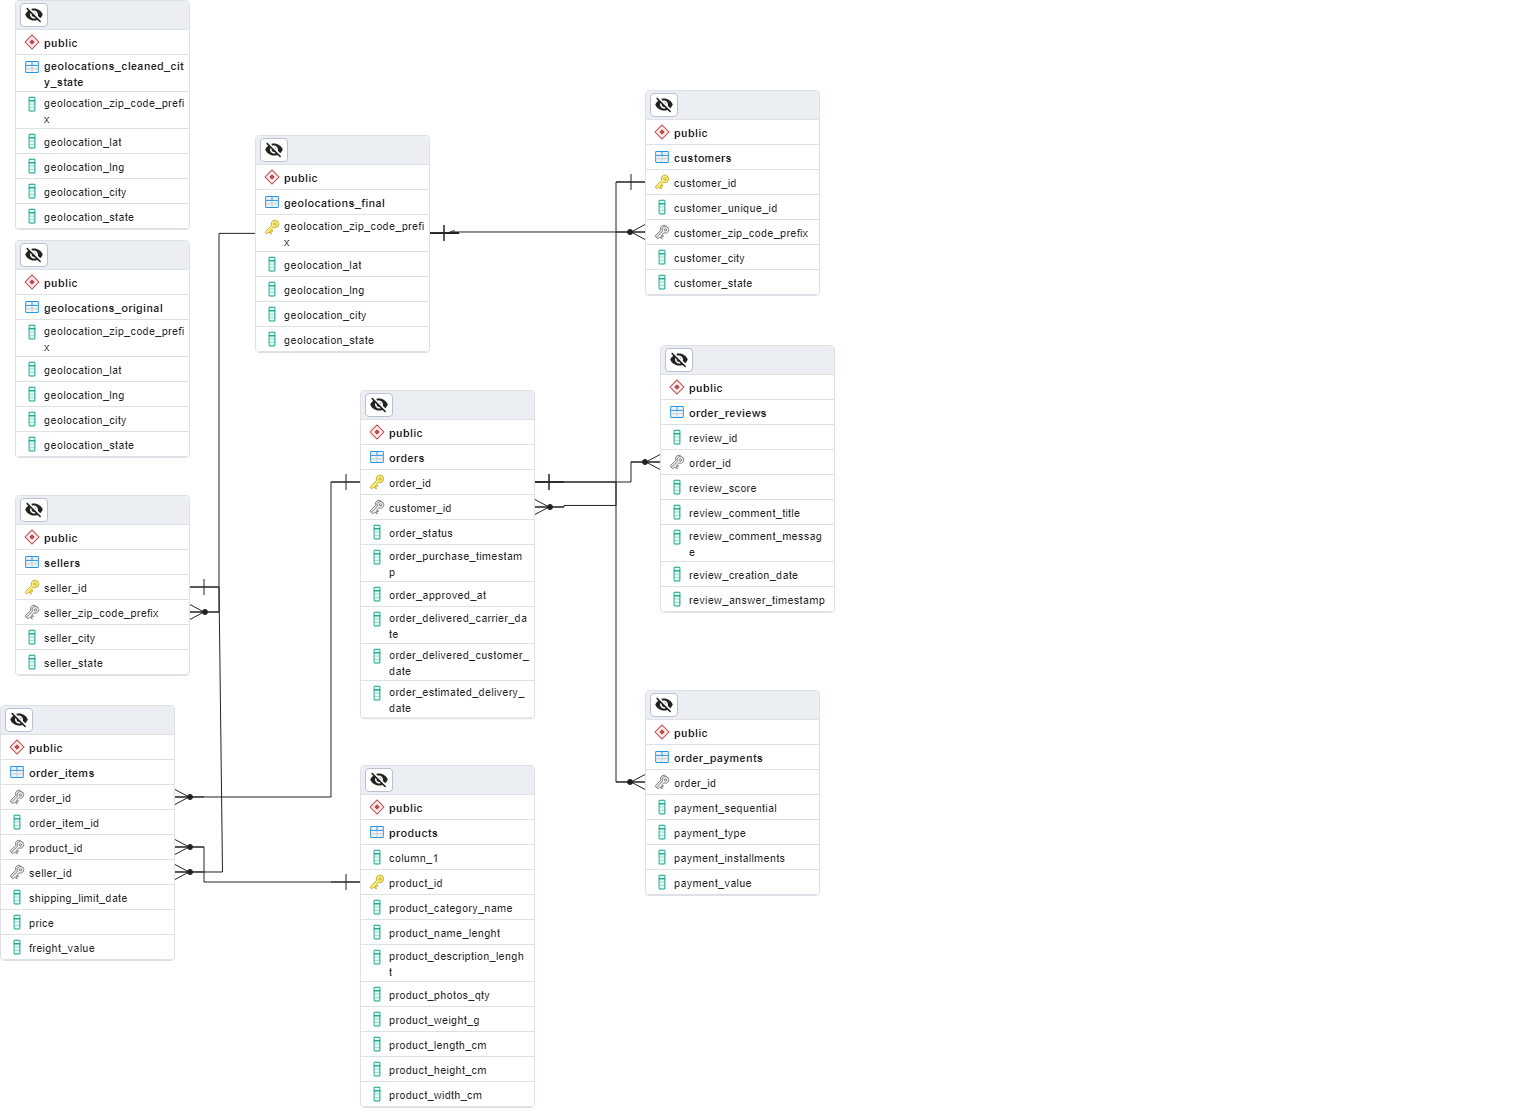 public
geolocations_cleaned_cit
y_state
geolocation_zip_code_prefi
x
geolocation_lat
geolocation_lng
geolocation_city
geolocation_state
public
geolocations_original
geolocation_zip_code_prefi
x
geolocation_lat
geolocation_lng
geolocation_city
geolocation_state
public
sellers
seller_id
seller_zip_code_prefix
seller_city
seller_state
public
order_items
order_id
order_item_id
product_id
seller_id
shipping_limit_date
price
freight_value
public
geolocations_final
geolocation_zip_code_prefi
x
geolocation_lat
geolocation_lng
geolocation_city
geolocation_state
public
orders
order_id
customer_id
order_status
order_purchase_timestam
p
order_approved_at
order_delivered_carrier_da
te
order_delivered_customer_
date
order_estimated_delivery_
date
public
products
column_1
product_id
product_category_name
product_name_lenght
product_description_lengh
t
product_photos_qty
product_weight_g
product_length_cm
product_height_cm
product_width_cm
public
customers
customer_id
customer_unique_id
customer_zip_code_prefix
customer_city
customer_state
public
order_reviews
review_id
order_id
review_score
review_comment_title
review_comment_messag
e
review_creation_date
review_answer_timestamp
public
order_payments
order_id
payment_sequential
payment_type
payment_installments
payment_value